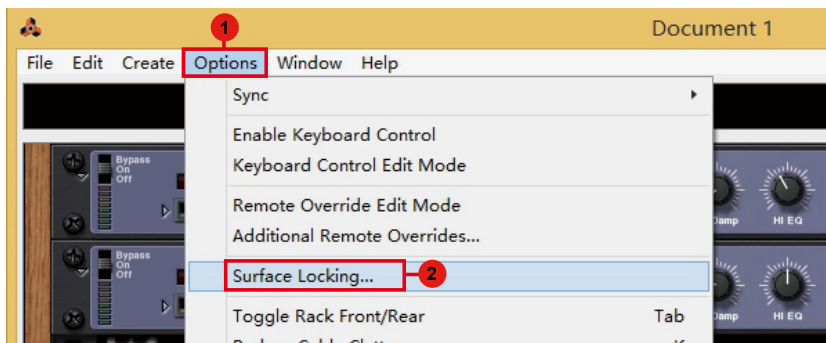 1
Document 1
File Edit Create Options Window Help
Sync
Enable Keyboard Control
Keyboard Control Edit Mode
Bypass
On
Off
Remote Override Edit Mode
Damp HI EQ
Additional Remote Overrides...
Bypass
On
Off
Surface Locking... 2
Toggle Rack Front/Rear Tab
Damp HI EQ